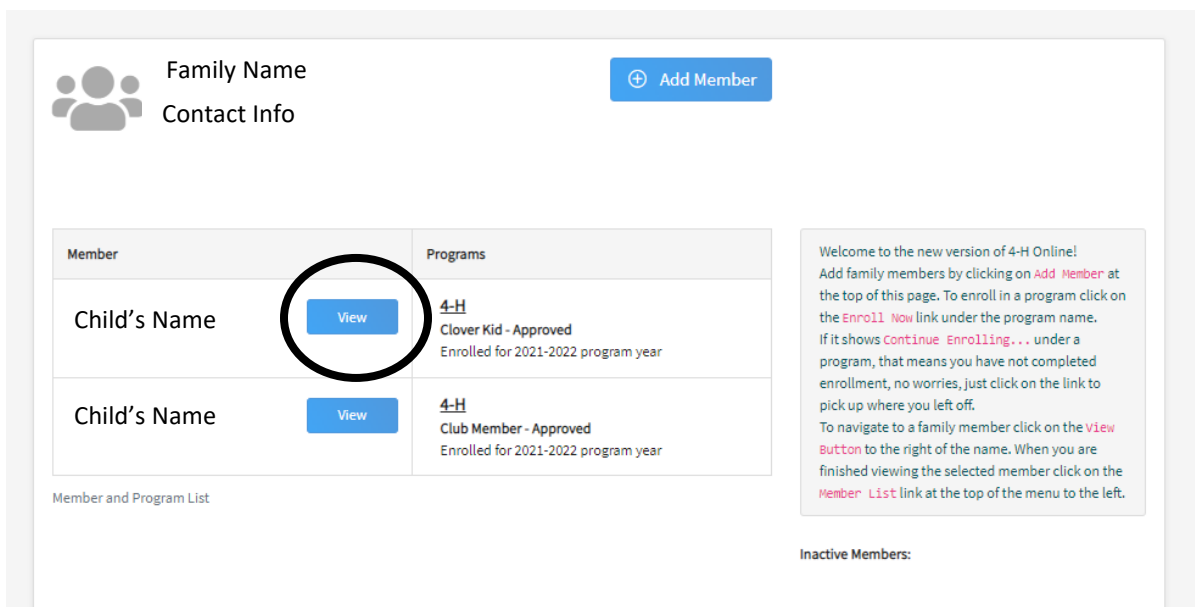 Family Name
Contact Info
Add Member
Member
Programs
Child's Name
View
4-H
Clover Kid - Approved
Enrolled for 2021-2022 program year
Child's Name
View
4-H
Club Member - Approved
Enrolled for 2021-2022 program year
Member and Program List
Welcome to the new version of 4-H Online!
Add family members by clicking on Add Member at
the top of this page. To enroll in a program click on
the Enroll Now link under the program name.
If it shows Continue Enrolling... under a
program, that means you have not completed
enrollment, no worries, just click on the link to
pick up where you left off.
To navigate to a family member click on the View
Button to the right of the name. When you are
finished viewing the selected member click on the
Member List link at the top of the menu to the left.
Inactive Members: